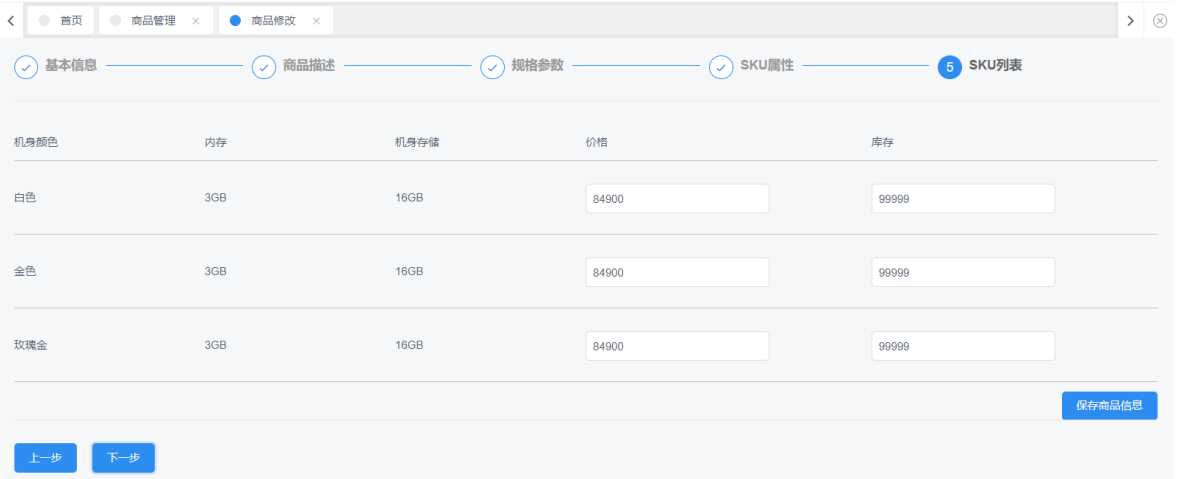 首页 商品管理 商品修改
基本信息 商品描述 规格参数 SKU属性 5 SKU列表
机身颜色 内存 机身存储 价格 库存
白色 3GB 16GB 84900 99999
金色 3GB 16GB 84900 99999
玫瑰金 3GB 16GB 84900 99999
保存商品信息
上一步 下一步